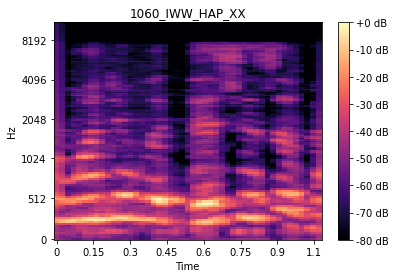 1060_IWW_HAP_XX
8192
4096
2048
1024
512
0
Hz
0
0.15
0.3
0.45
0.6
0.75
0.9
1.1
Time
+0 dB
-10 dB
-20 dB
-30 dB
-40 dB
-50 dB
-60 dB
-70 dB
-80 dB